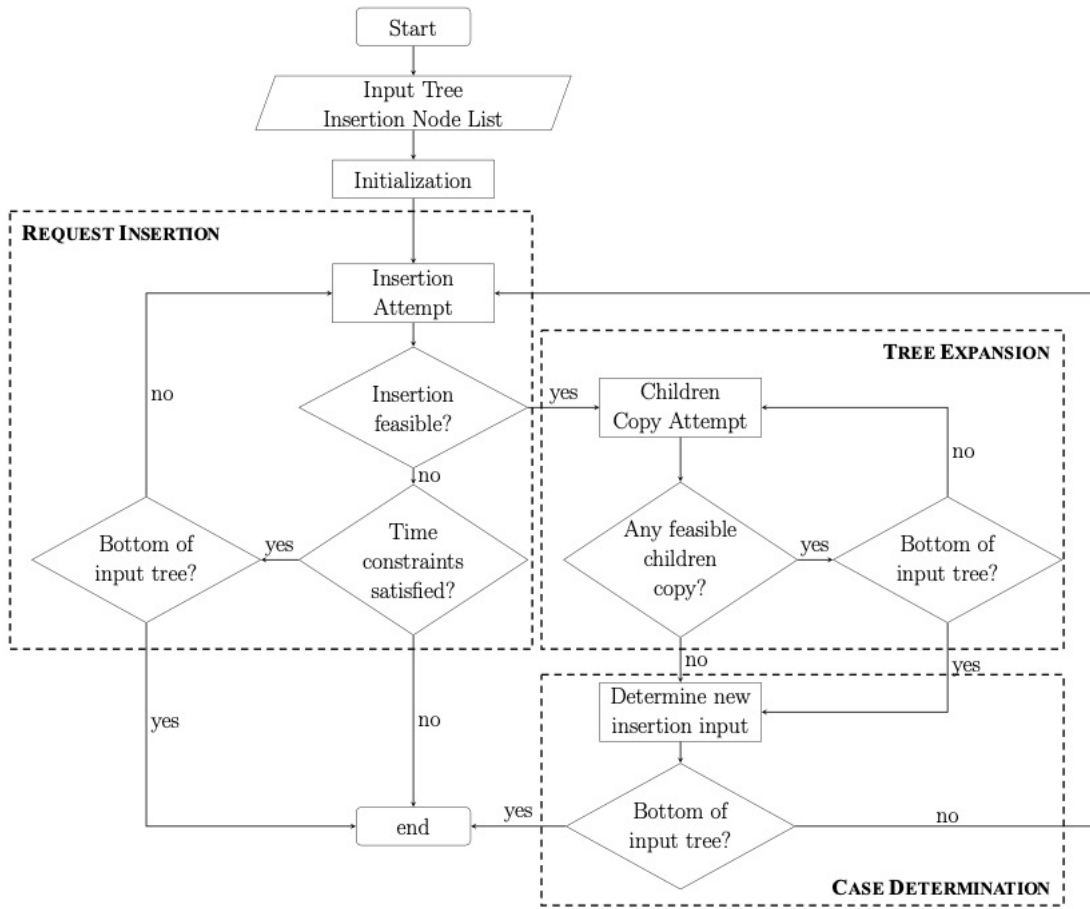 Start
Input Tree
Insertion Node List
Initialization
REQUEST INSERTION
Insertion
Attempt
Insertion
feasible?
yes
no
no
Time
constraints
satisfied?
yes
Bottom of
input tree?
yes
no
TREE EXPANSION
Children
Copy Attempt
Any feasible
children
copy?
yes
Bottom of
input tree?
no
no
yes
Determine new
insertion input
Bottom of
input tree?
yes
no
end
CASE DETERMINATION